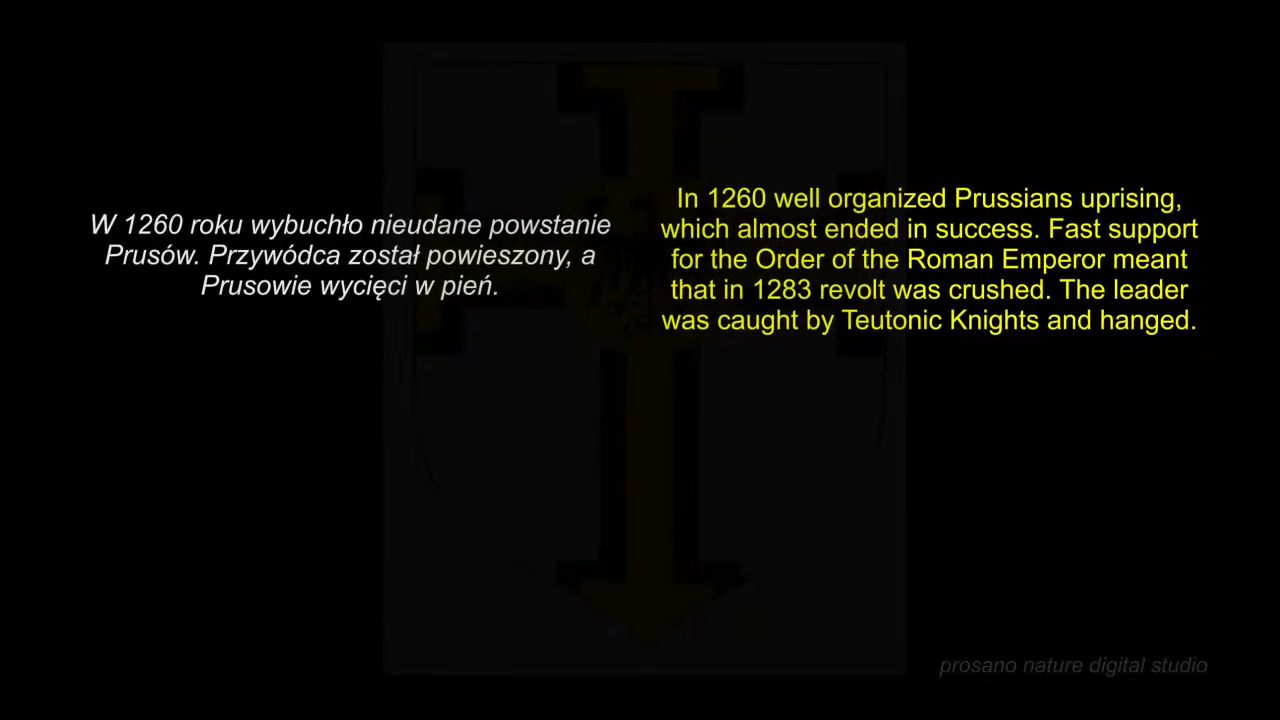 W 1260 roku wybuchło nieudane powstanie
Prusów. Przywódca został powieszony, a
Prusowie wycięci w pień.
In 1260 well organized Prussians uprising,
which almost ended in success. Fast support
for the Order of the Roman Emperor meant
that in 1283 revolt was crushed. The leader
was caught by Teutonic Knights and hanged.
prosano nature digital studio